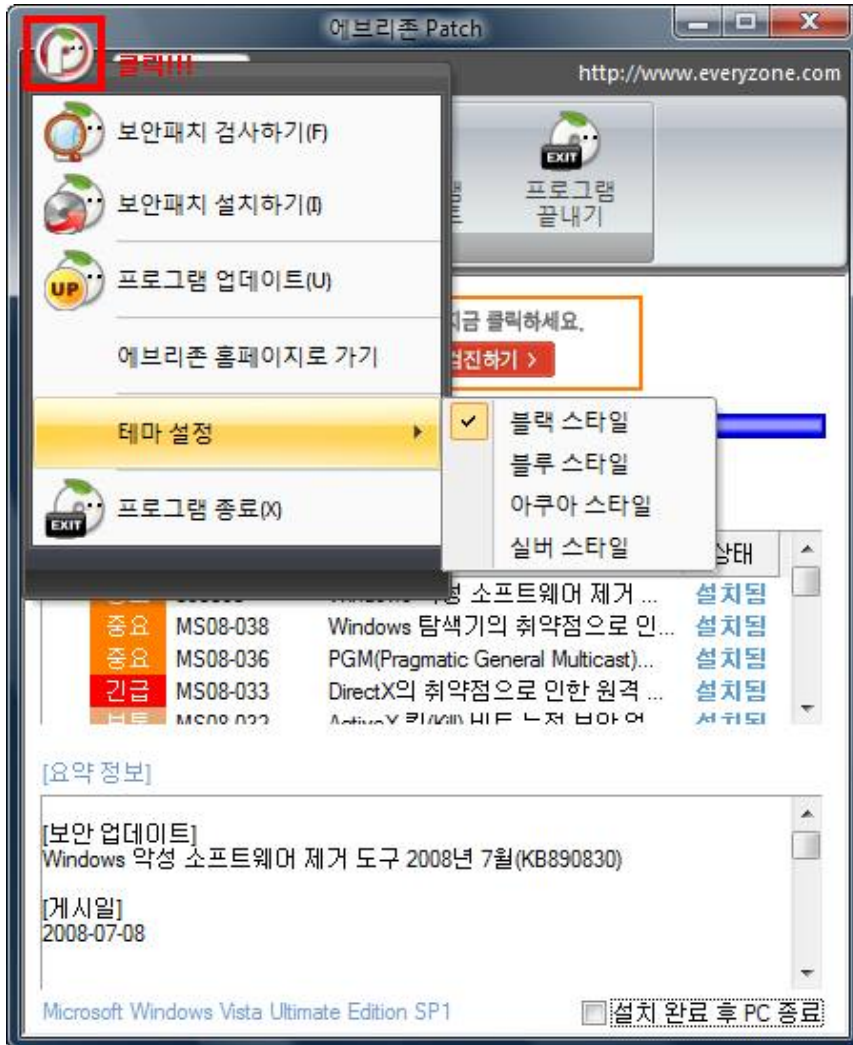 에브리존 Patch
클릭!!!
http://www.everyzone.com
보안패치 검사하기(F)
보안패치 설치하기(I)
프로그램 업데이트(U)
에브리존 홈페이지로 가기
테마 설정
프로그램 종료(X)
EXIT
UP
EXIT
프로그램
끝내기
지금 클릭하세요.
검진하기 >
블랙 스타일
블루 스타일
아쿠아 스타일
실버 스타일
상태
소프트웨어 제거 ... 설치됨
중요 MS08-038 Windows 탐색기의 취약점으로 인... 설치됨
중요 MS08-036 PGM(Pragmatic General Multicast)... 설치됨
긴급 MS08-033 DirectX의 취약점으로 인한 원격 ... 설치됨
[요약 정보]
[보안 업데이트]
Windows 악성 소프트웨어 제거 도구 2008년 7월(KB890830)
[게시일]
2008-07-08
Microsoft Windows Vista Ultimate Edition SP1
설치 완료 후 PC 종료